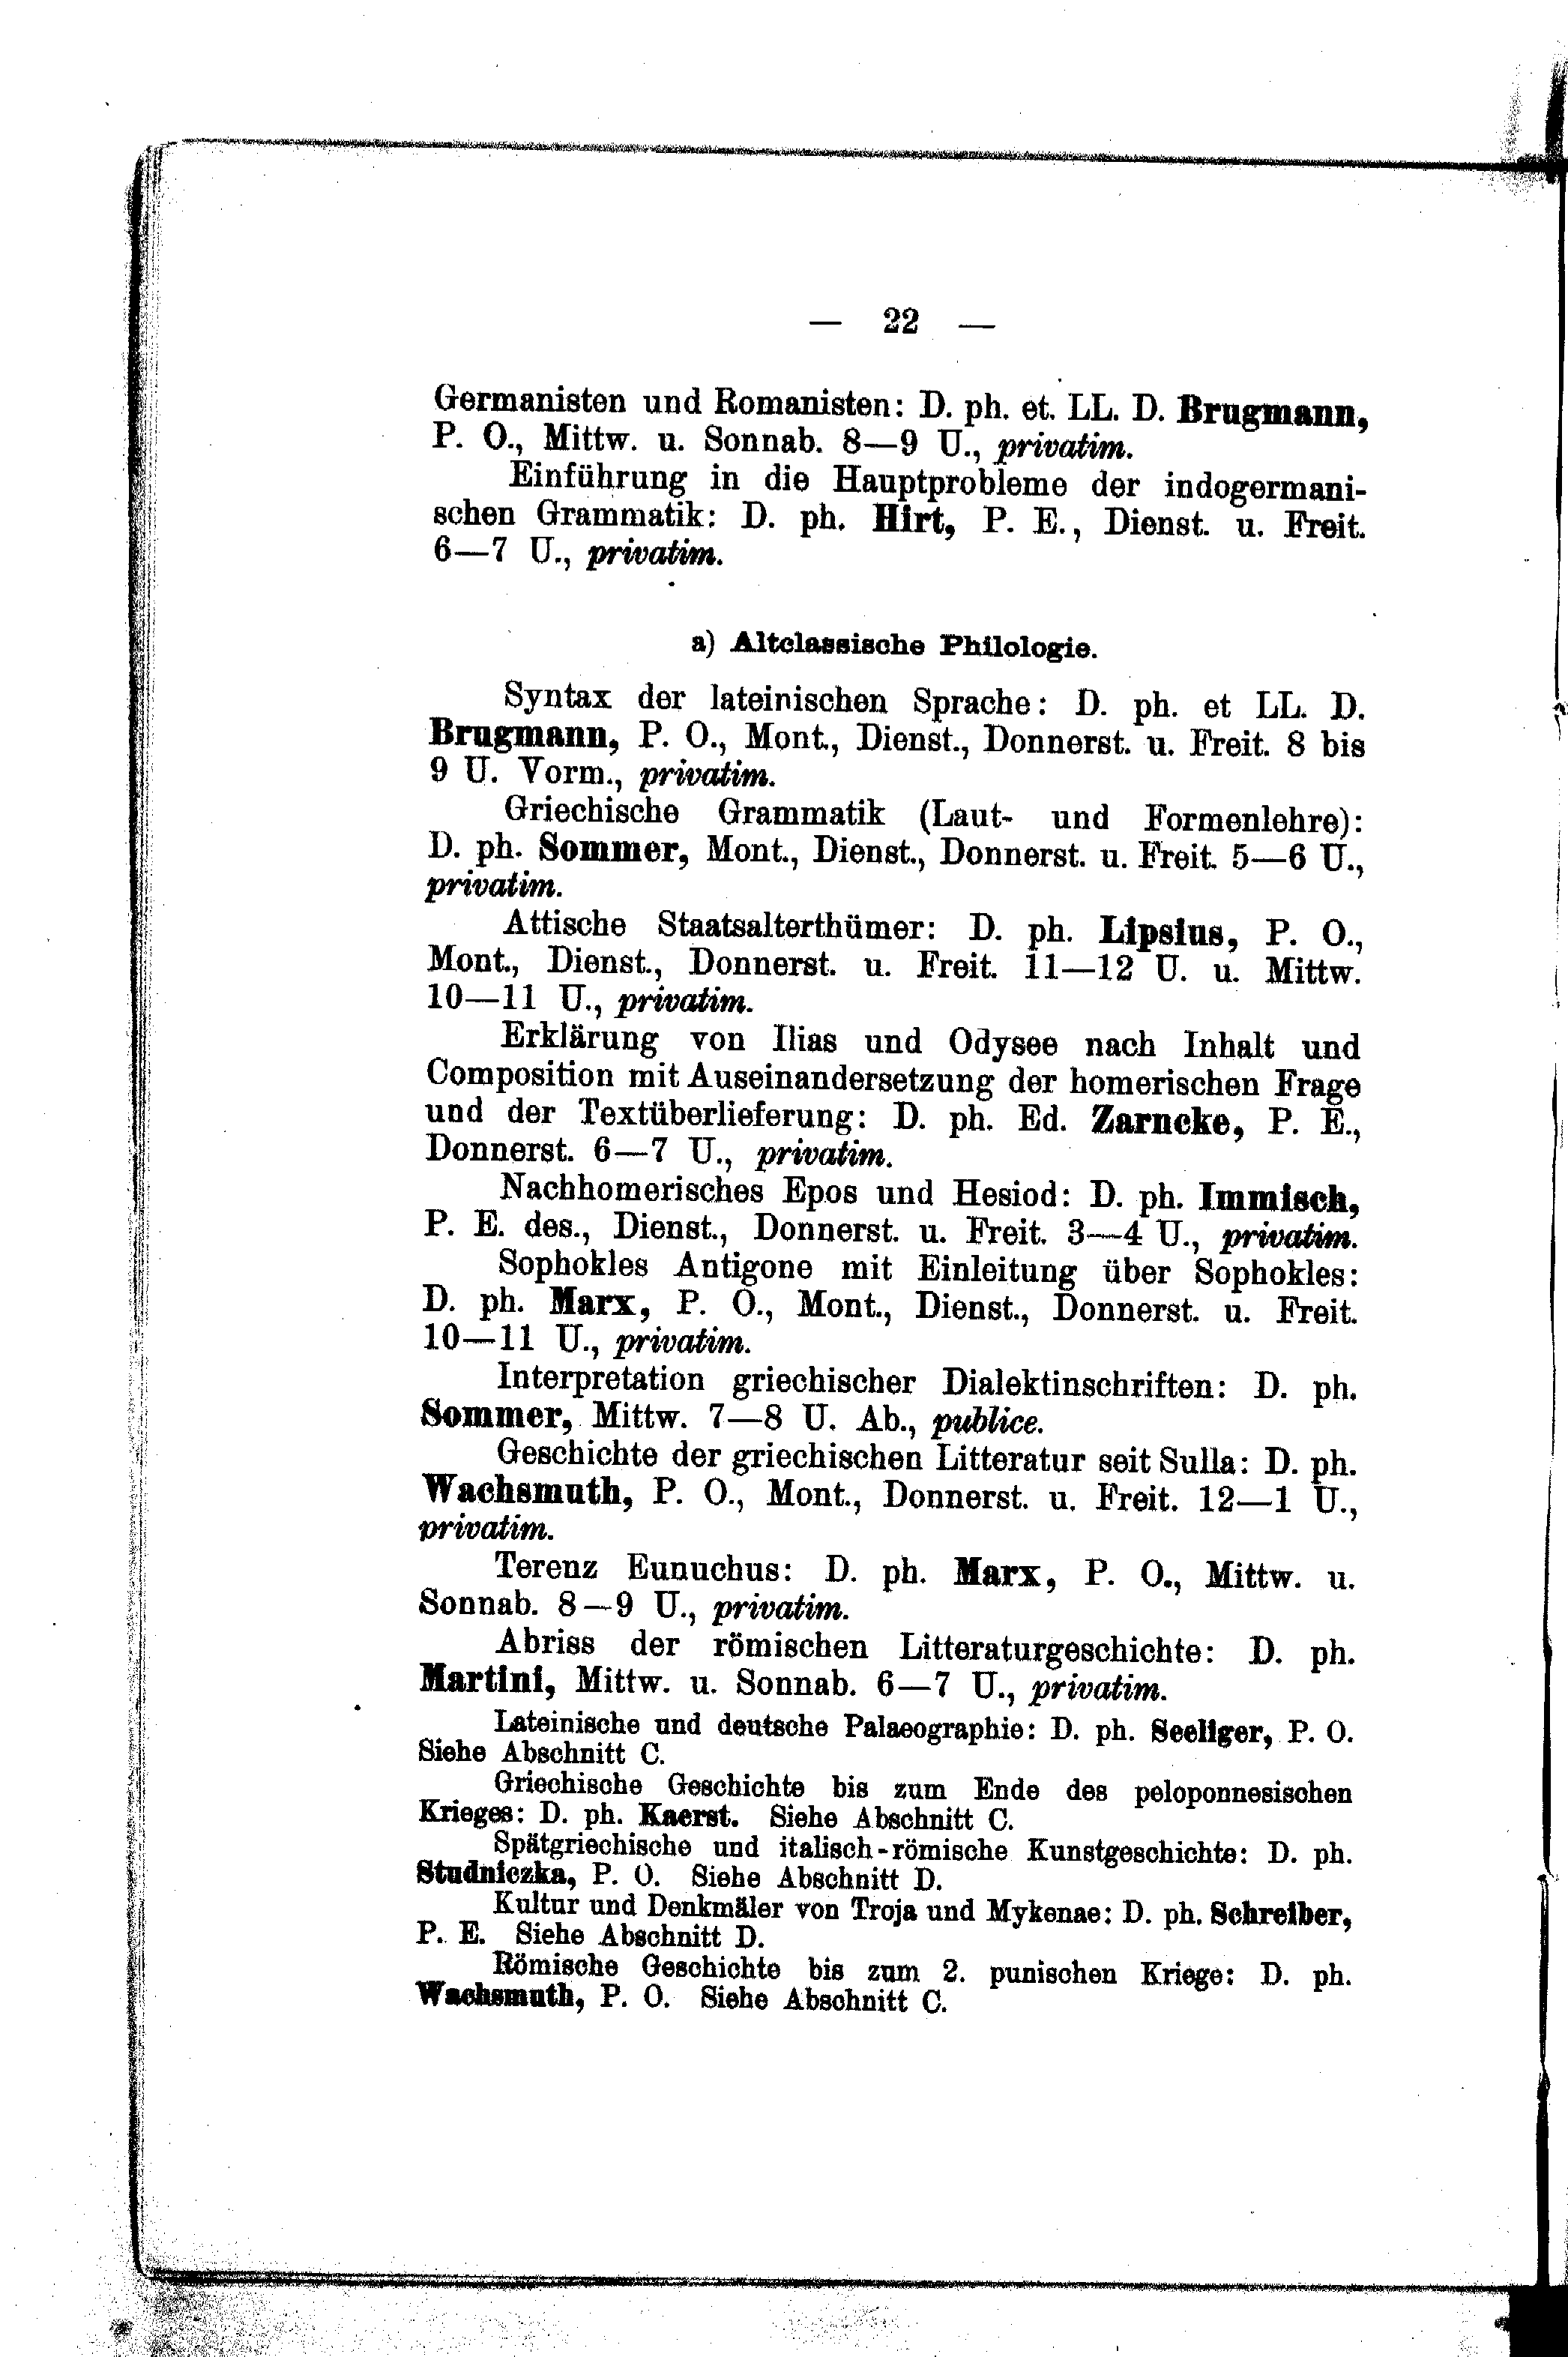 — 22 —
Germanisten und Romanisten: D. ph. et. LL. D. Brugmann,
P. O., Mittw. u. Sonnab. 8—9 U., privatim.
Einführung in die Hauptprobleme der indogermani-
schen Grammatik: D. ph. Hirt, P. E., Dienst. u. Freit.
6—7 U., privatim.
a) Altclassische Philologie.
Syntax der lateinischen Sprache: D. ph. et LL. D.
Brugmann, P. O., Mont., Dienst., Donnerst. u. Freit. 8 bis
9 U. Vorm., privatim.
Griechische Grammatik (Laut- und Formenlehre):
D. ph. Sommer, Mont., Dienst., Donnerst. u. Freit. 5—6 U.,
privatim.
Attische Staatsalterthümer: D. ph. Lipsius, P. O.,
Mont., Dienst., Donnerst. u. Freit. 11—12 U. u. Mittw.
10—11 U., privatim.
Erklärung von Ilias und Odysee nach Inhalt und
Composition mit Auseinandersetzung der homerischen Frage
und der Textüberlieferung: D. ph. Ed. Zarncke, P. E.,
Donnerst. 6—7 U., privatim.
Nachhomerisches Epos und Hesiod: D. ph. Immisch,
P. E. des., Dienst., Donnerst. u. Freit. 3—4 U., privatim.
Sophokles Antigone mit Einleitung über Sophokles:
D. ph. Marx, P. O., Mont., Dienst., Donnerst. u. Freit.
10—11 U., privatim.
Interpretation griechischer Dialektinschriften: D. ph.
Sommer, Mittw. 7—8 U. Ab., publice.
Geschichte der griechischen Litteratur seit Sulla: D. ph.
Wachsmuth, P. O., Mont., Donnerst. u. Freit. 12—1 U.,
privatim.
Terenz Eunuchus: D. ph. Marx, P. O., Mittw. u.
Sonnab. 8—9 U., privatim.
Abriss der römischen Litteraturgeschichte: D. ph.
Martini, Mittw. u. Sonnab. 6—7 U., privatim.
Lateinische und deutsche Palaeographie: D. ph. Seeliger, P. O.
Siehe Abschnitt C.
Griechische Geschichte bis zum Ende des peloponnesischen
Krieges: D. ph. Kaerst. Siehe Abschnitt C.
Spätgriechische und italisch-römische Kunstgeschichte: D. ph.
Studniczka, P. O. Siehe Abschnitt D.
Kultur und Denkmäler von Troja und Mykenae: D. ph. Schreiber,
P. E. Siehe Abschnitt D.
Römische Geschichte bis zum 2. punischen Kriege: D. ph.
Wachsmuth, P. O. Siehe Abschnitt C.